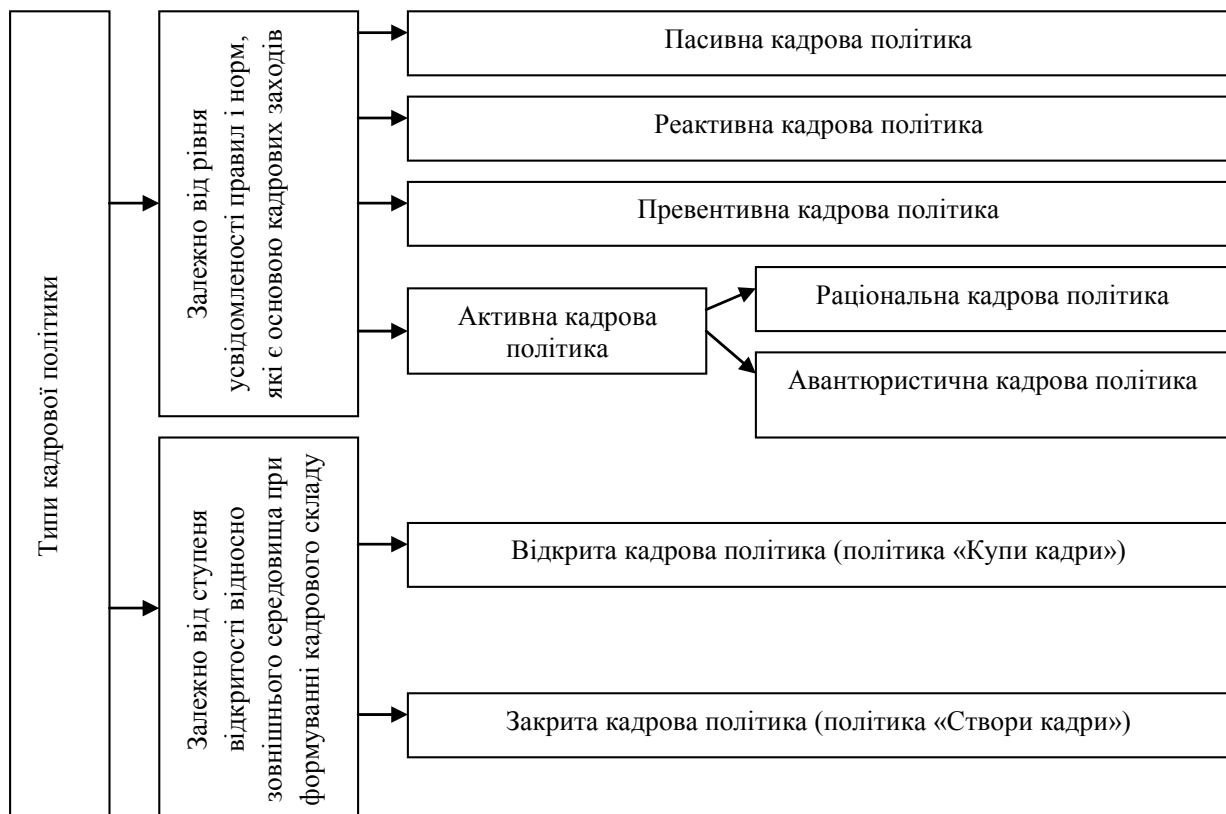 Типи кадрової політики
Залежно від рівня
усвідомленості правил і норм,
які є основою кадрових заходів
Пасивна кадрова політика
Реактивна кадрова політика
Превентивна кадрова політика
Активна кадрова
політика
Раціональна кадрова політика
Авантюристична кадрова політика
Залежно від ступеня
відкритості відносно
зовнішнього середовища при
формуванні кадрового складу
Відкрита кадрова політика (політика «Купи кадри»)
Закрита кадрова політика (політика «Створи кадри»)